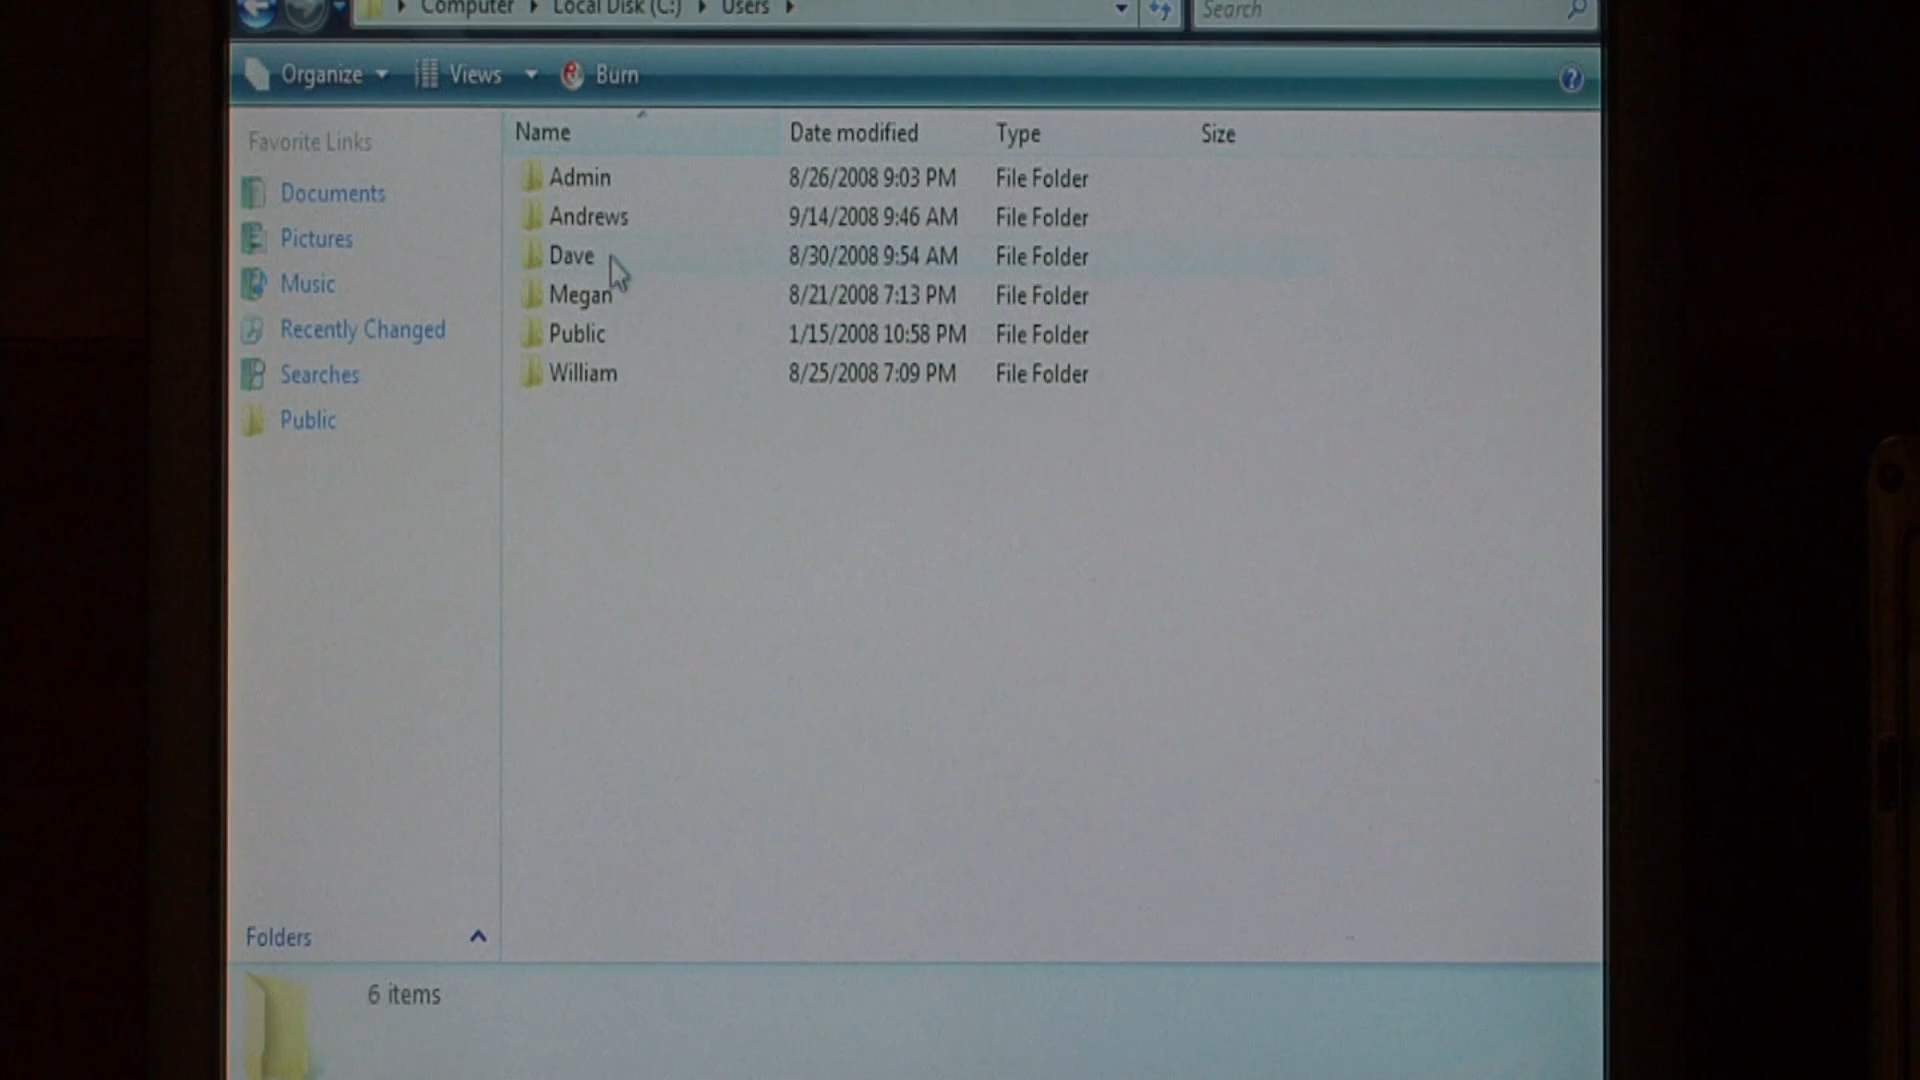 Computer Local Disk (C:) Users Search
Organize Views Burn
Favorite Links
Documents
Pictures
Music
Recently Changed
Searches
Public
Name Date modified Type Size
Admin 8/26/2008 9:03 PM File Folder
Andrews 9/14/2008 9:46 AM File Folder
Dave 8/30/2008 9:54 AM File Folder
Megan 8/21/2008 7:13 PM File Folder
Public 1/15/2008 10:58 PM File Folder
William 8/25/2008 7:09 PM File Folder
Folders
6 items